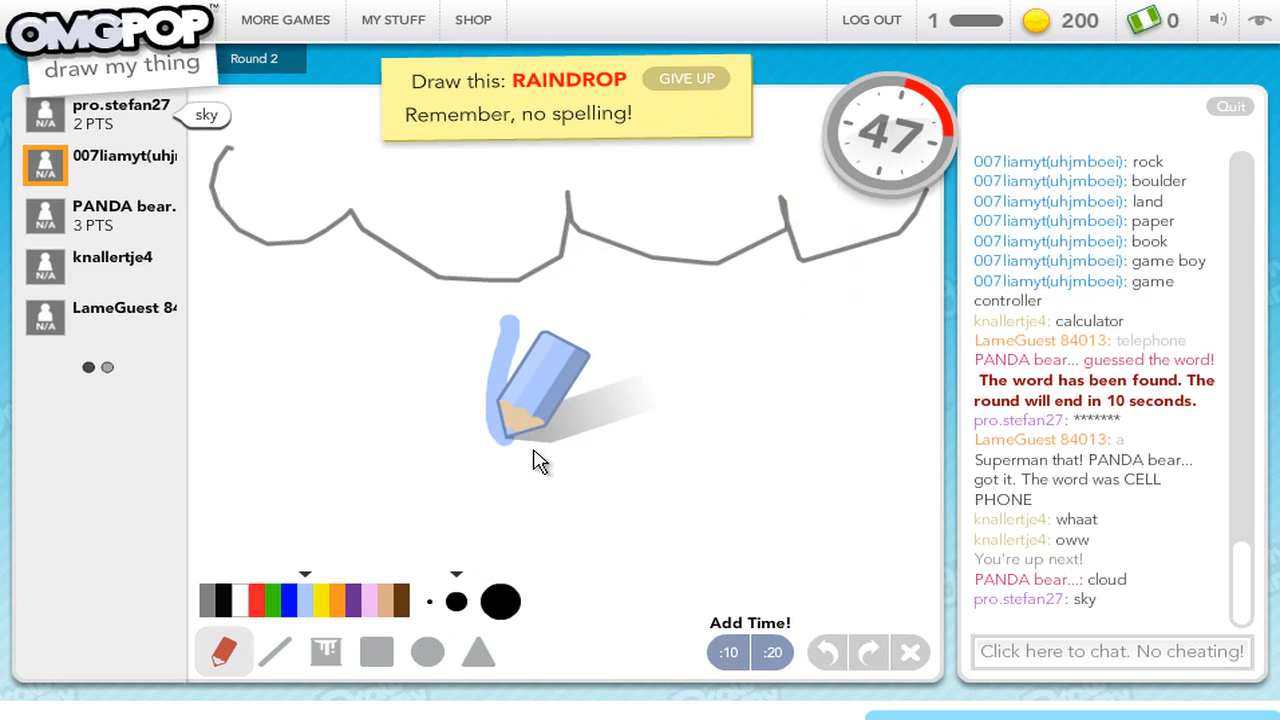 OMGPOP ™
MORE GAMES MY STUFF SHOP LOG OUT 1 200 0
draw my thing
Round 2
Draw this: RAINDROP GIVE UP
Remember, no spelling!
47
Quit
N/A
pro.stefan27
2 PTS
sky
N/A
007liamyt(uhjm
N/A
PANDA bear.
3 PTS
N/A
knallertje4
N/A
LameGuest 84
007liamyt(uhjmboei): rock
007liamyt(uhjmboei): boulder
007liamyt(uhjmboei): land
007liamyt(uhjmboei): paper
007liamyt(uhjmboei): book
007liamyt(uhjmboei): game boy
007liamyt(uhjmboei): game
controller
knallertje4: calculator
LameGuest 84013: telephone
PANDA bear... guessed the word!
The word has been found. The
round will end in 10 seconds.
pro.stefan27: *******
LameGuest 84013: a
Superman that! PANDA bear...
got it. The word was CELL
PHONE
knallertje4: whaat
knallertje4: oww
You're up next!
PANDA bear...: cloud
pro.stefan27: sky
Add Time!
:10 :20
Click here to chat. No cheating!